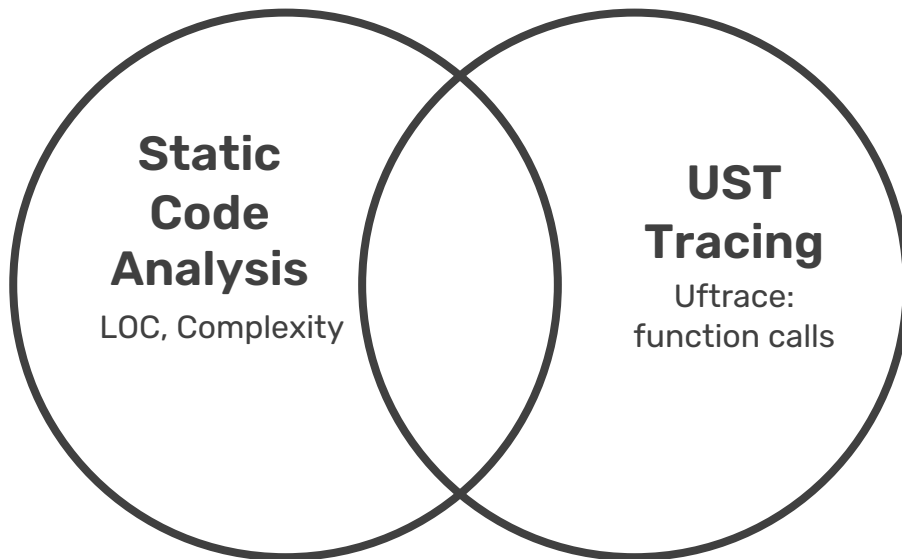 Static
Code
Analysis
LOC, Complexity
UST
Tracing
Uftrace:
function calls